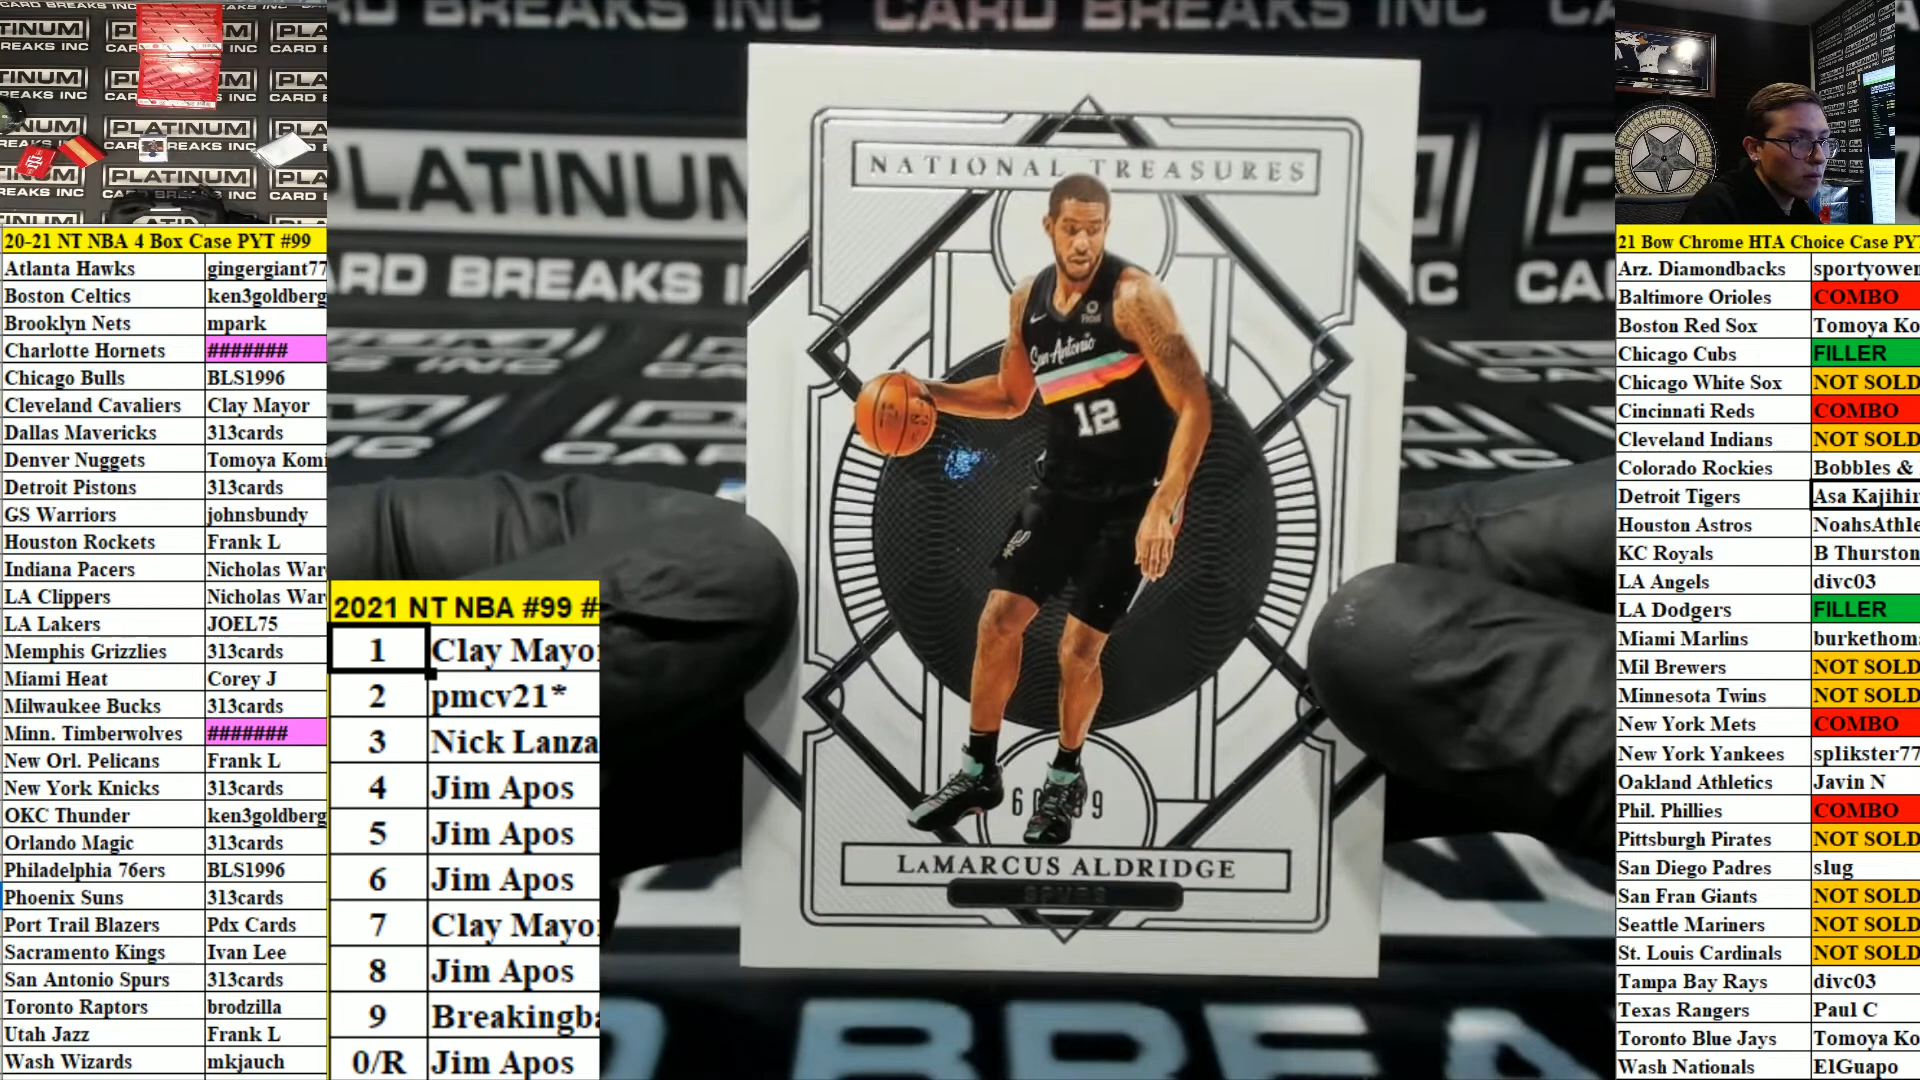 PLATINUM
CARD BREAKS INC
20-21 NT NBA 4 Box Case PYT #99
Atlanta Hawks gingergiant77
Boston Celtics ken3goldberg
Brooklyn Nets mpark
Charlotte Hornets #######
Chicago Bulls BLS1996
Cleveland Cavaliers Clay Mayor
Dallas Mavericks 313cards
Denver Nuggets Tomoya Komi
Detroit Pistons 313cards
GS Warriors johnsbundy
Houston Rockets Frank L
Indiana Pacers Nicholas War
LA Clippers Nicholas War
LA Lakers JOEL75
Memphis Grizzlies 313cards
Miami Heat Corey J
Milwaukee Bucks 313cards
Minn. Timberwolves #######
New Orl. Pelicans Frank L
New York Knicks 313cards
OKC Thunder ken3goldberg
Orlando Magic 313cards
Philadelphia 76ers BLS1996
Phoenix Suns 313cards
Port Trail Blazers Pdx Cards
Sacramento Kings Ivan Lee
San Antonio Spurs 313cards
Toronto Raptors brodzilla
Utah Jazz Frank L
Wash Wizards mkjauch
2021 NT NBA #99 #
1 Clay Mayo
2 pmcv21*
3 Nick Lanza
4 Jim Apos
5 Jim Apos
6 Jim Apos
7 Clay Mayo
8 Jim Apos
9 Breakingba
0/R Jim Apos
NATIONAL TREASURES
San Antonio
12
LaMARCUS ALDRIDGE
SPURS
21 Bow Chrome HTA Choice Case PYT
Arz. Diamondbacks sportyower
Baltimore Orioles COMBO
Boston Red Sox Tomoya Ko
Chicago Cubs FILLER
Chicago White Sox NOT SOLD
Cincinnati Reds COMBO
Cleveland Indians NOT SOLD
Colorado Rockies Bobbles &
Detroit Tigers Asa Kajihir
Houston Astros NoahsAthle
KC Royals B Thurston
LA Angels divc03
LA Dodgers FILLER
Miami Marlins burkethom
Mil Brewers NOT SOLD
Minnesota Twins NOT SOLD
New York Mets COMBO
New York Yankees splikster77
Oakland Athletics Javin N
Phil. Phillies COMBO
Pittsburgh Pirates NOT SOLD
San Diego Padres slug
San Fran Giants NOT SOLD
Seattle Mariners NOT SOLD
St. Louis Cardinals NOT SOLD
Tampa Bay Rays divc03
Texas Rangers Paul C
Toronto Blue Jays Tomoya Ko
Wash Nationals ElGuapo